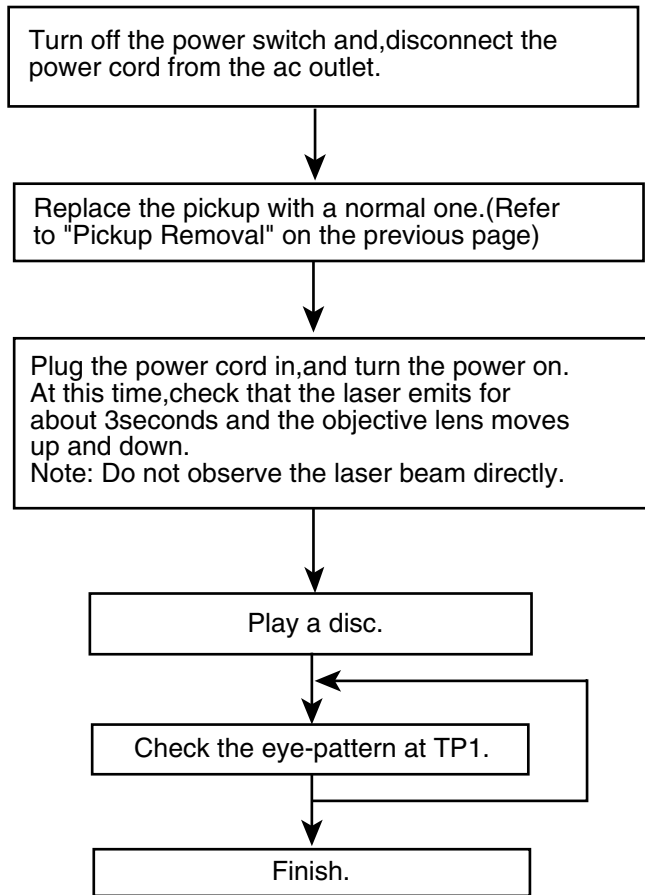 Turn off the power switch and,disconnect the
power cord from the ac outlet.
Replace the pickup with a normal one.(Refer
to "Pickup Removal" on the previous page)
Plug the power cord in,and turn the power on.
At this time,check that the laser emits for
about 3seconds and the objective lens moves
up and down.
Note: Do not observe the laser beam directly.
Play a disc.
Check the eye-pattern at TP1.
Finish.